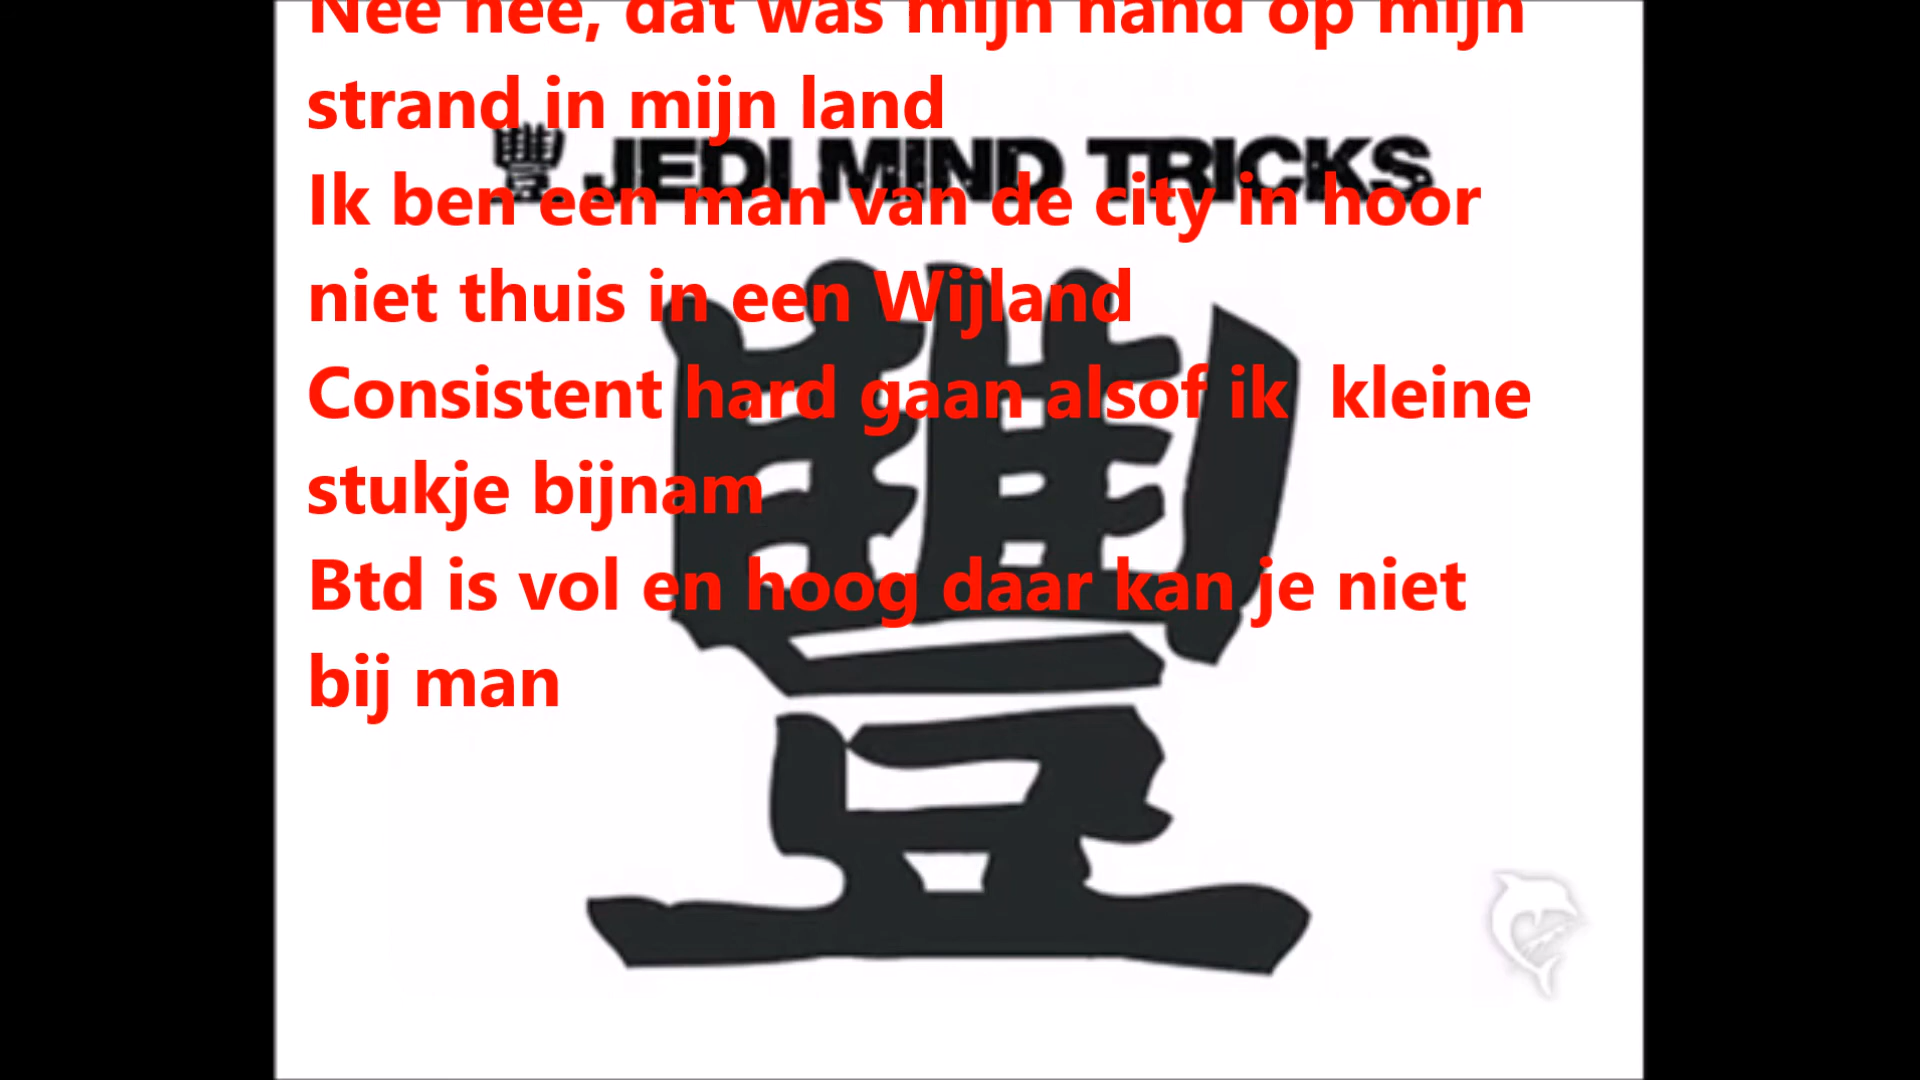 Nee nee, dat was mijn hand op mijn
strand in mijn land
豐 JEDI MIND TRICKS
Ik ben een man van de city in hoor
niet thuis in een Wijland
Consistent hard gaan alsof ik  kleine
stukje bijnam
Btd is vol en hoog daar kan je niet
bij man
豐